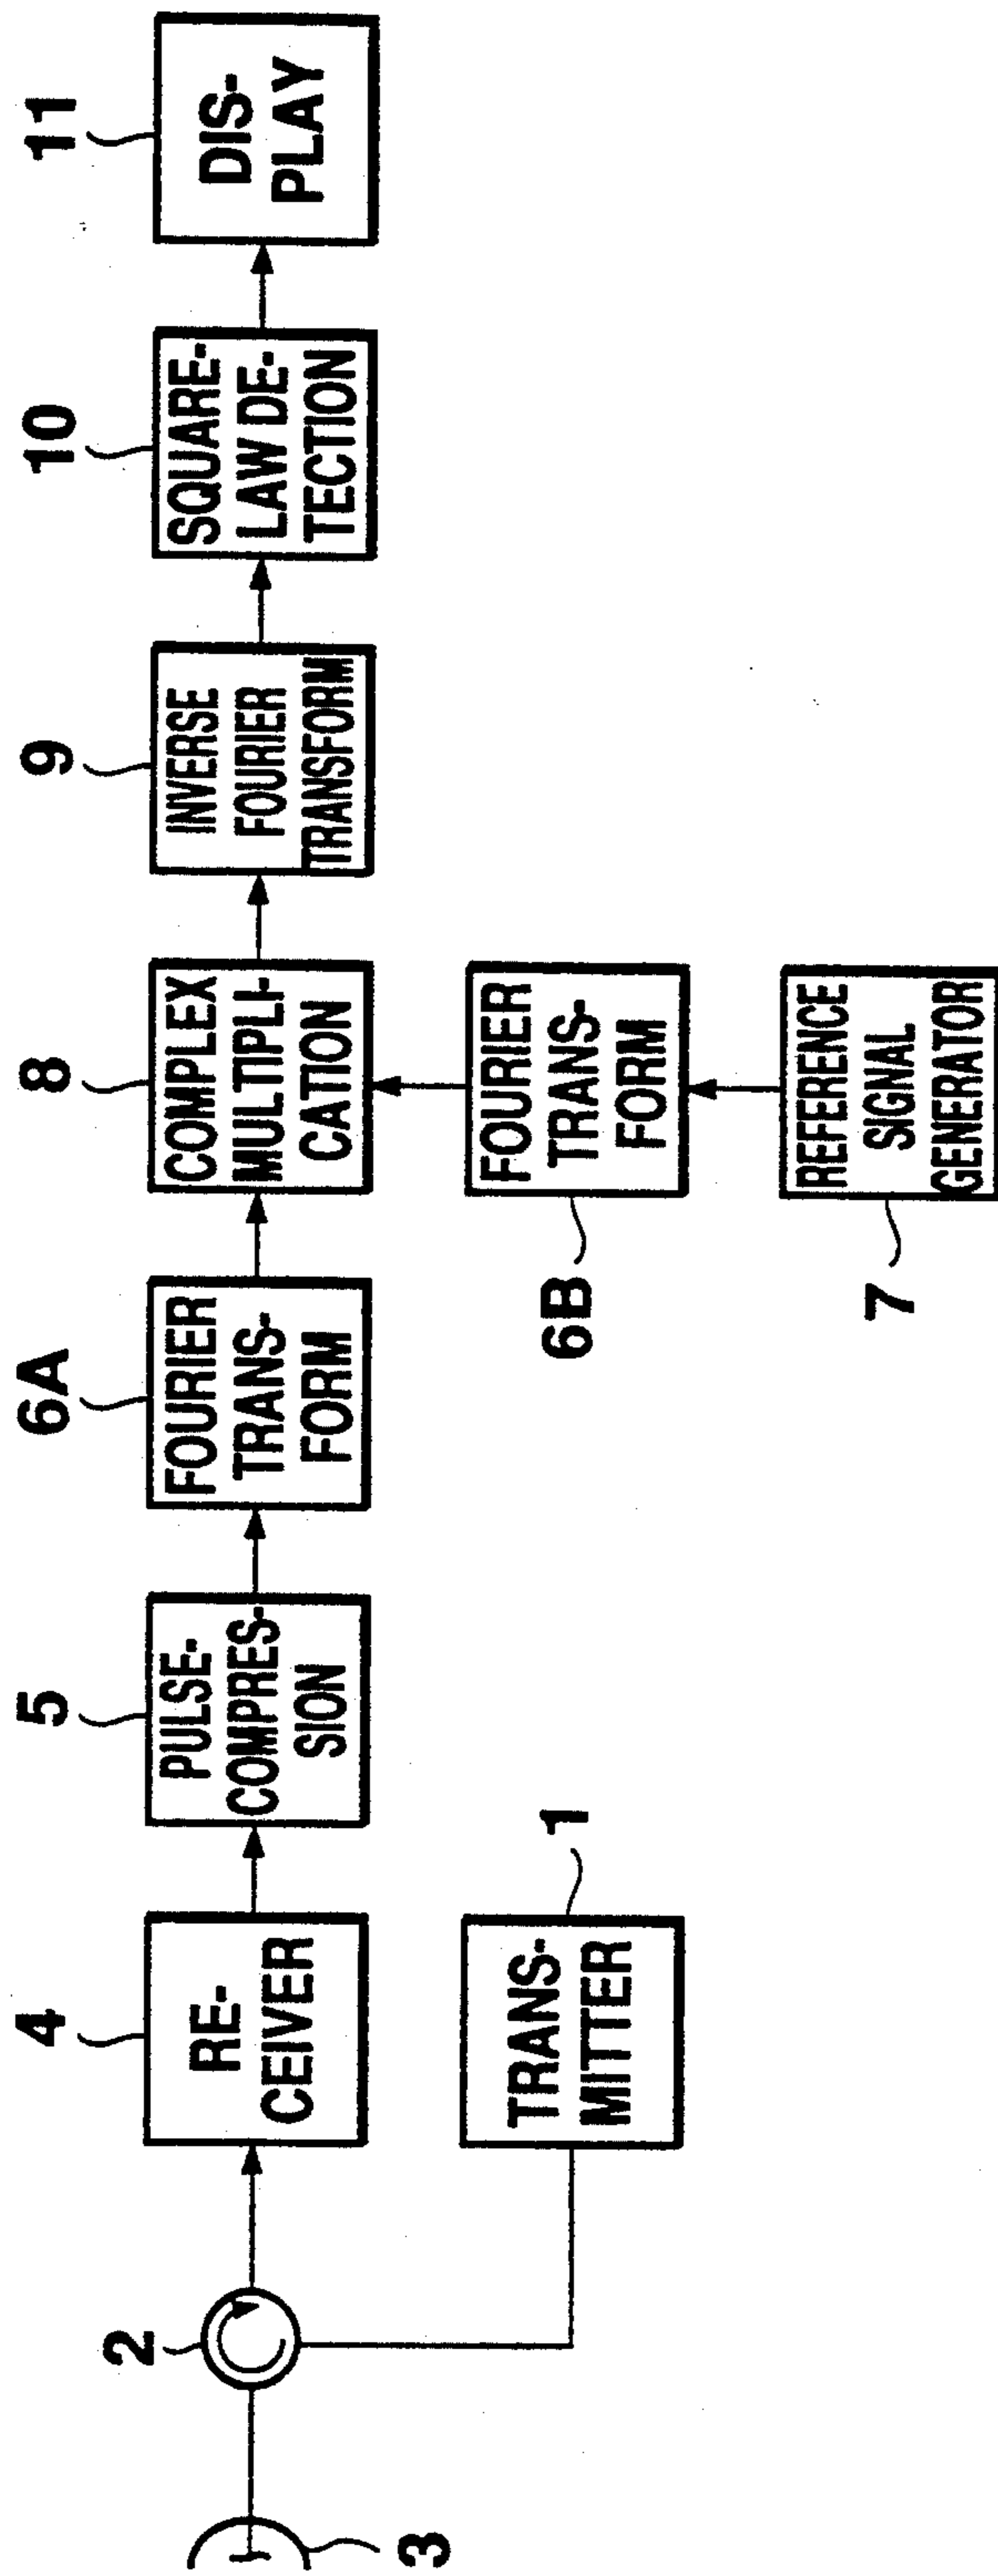 11
DIS-
PLAY
10
SQUARE-
LAW DE-
TECTION
9
INVERSE
FOURIER
TRANSFORM
8
COMPLEX
MULTIPLI-
CATION
6A
FOURIER
TRANS-
FORM
5
PULSE-
COMPRES-
SION
4
RE-
CEIVER
2
3
FOURIER
TRANS-
FORM
6B
REFERENCE
SIGNAL
GENERATOR
7
1
TRANS-
MITTER